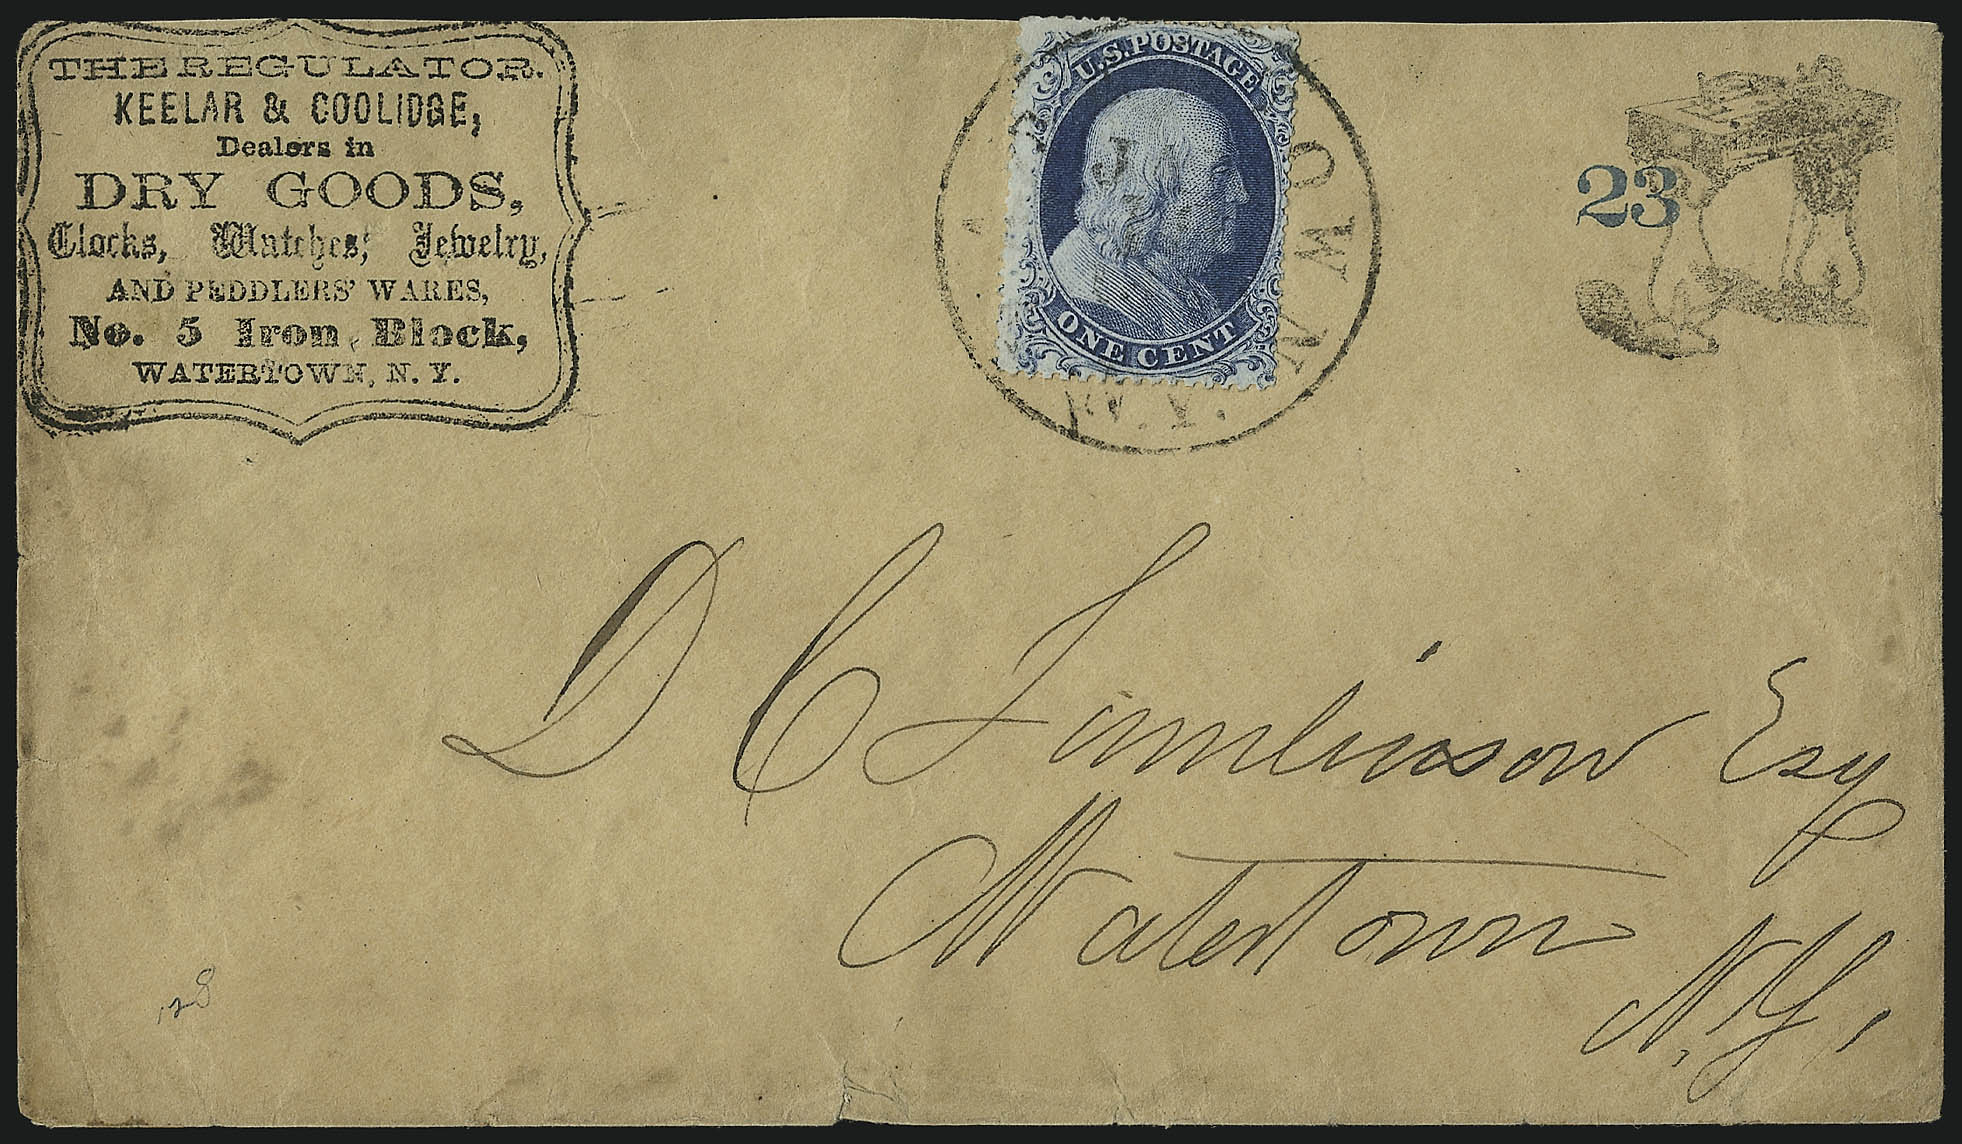 THE REGULATOR.
KEELAR & COOLIDGE,
Dealers in
DRY GOODS,
Clocks, Watches, Jewelry,
AND PEDDLERS' WARES,
No. 5 Iron Block,
WATERTOWN, N. Y.
U.S. POSTAGE
ONE CENT
OWN
N.Y.
23
D C Tomlinson Esq
Watertown
N.Y.
128